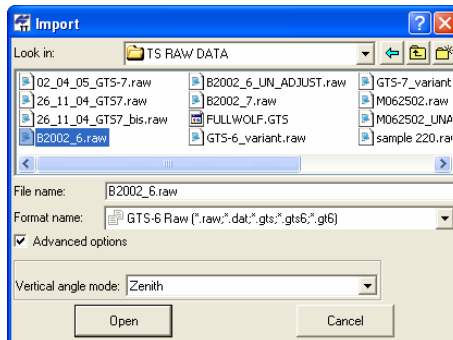 Import
Look in: TS RAW DATA
02_04_05_GTS-7.raw B2002_6_UN_ADJUST.raw GTS-7_variant
26_11_04_GTS7.raw B2002_7.raw M062502.raw
26_11_04_GTS7_bis.raw FULLWOLF.GTS M062502_UNA
B2002_6.raw GTS-6_variant.raw sample 220.ra
File name: B2002_6.raw
Format name: GTS-6 Raw (*.raw;*.dat;*.gts;*.gts6;*.gt6)
Advanced options
Vertical angle mode: Zenith
Open Cancel